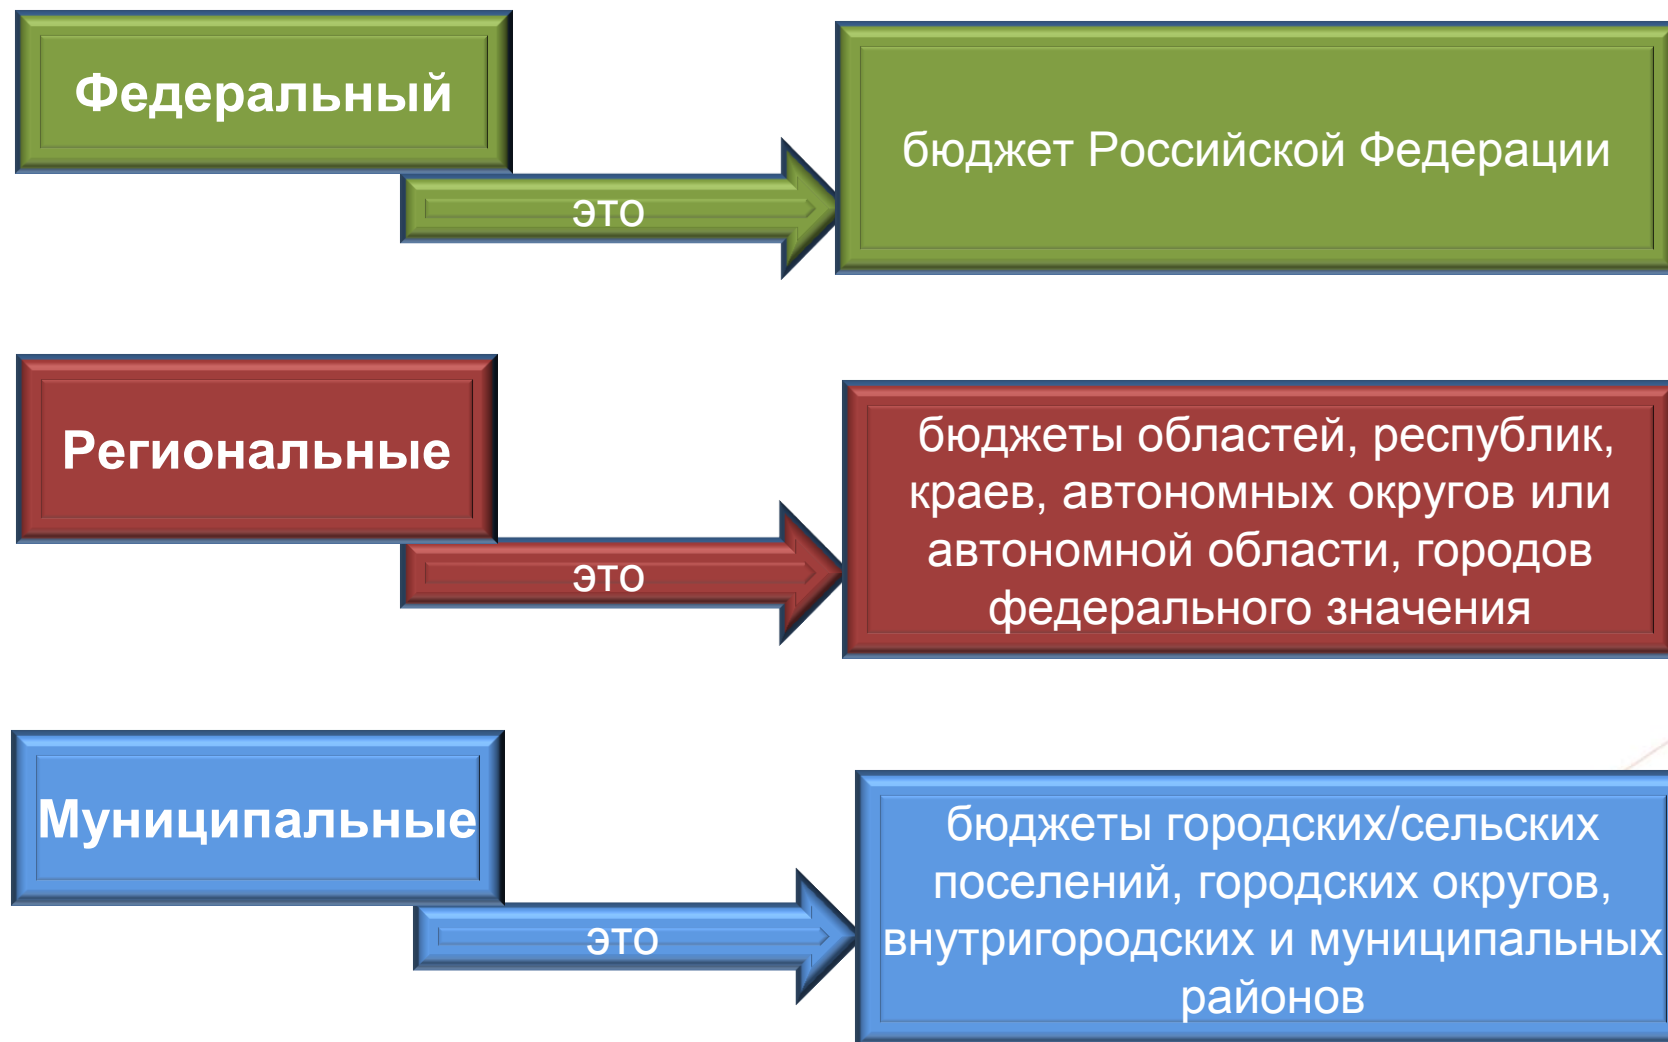 Федеральный
это
бюджет Российской Федерации
Региональные
это
бюджеты областей, республик,
краев, автономных округов или
автономной области, городов
федерального значения
Муниципальные
это
бюджеты городских/сельских
поселений, городских округов,
внутригородских и муниципальных
районов